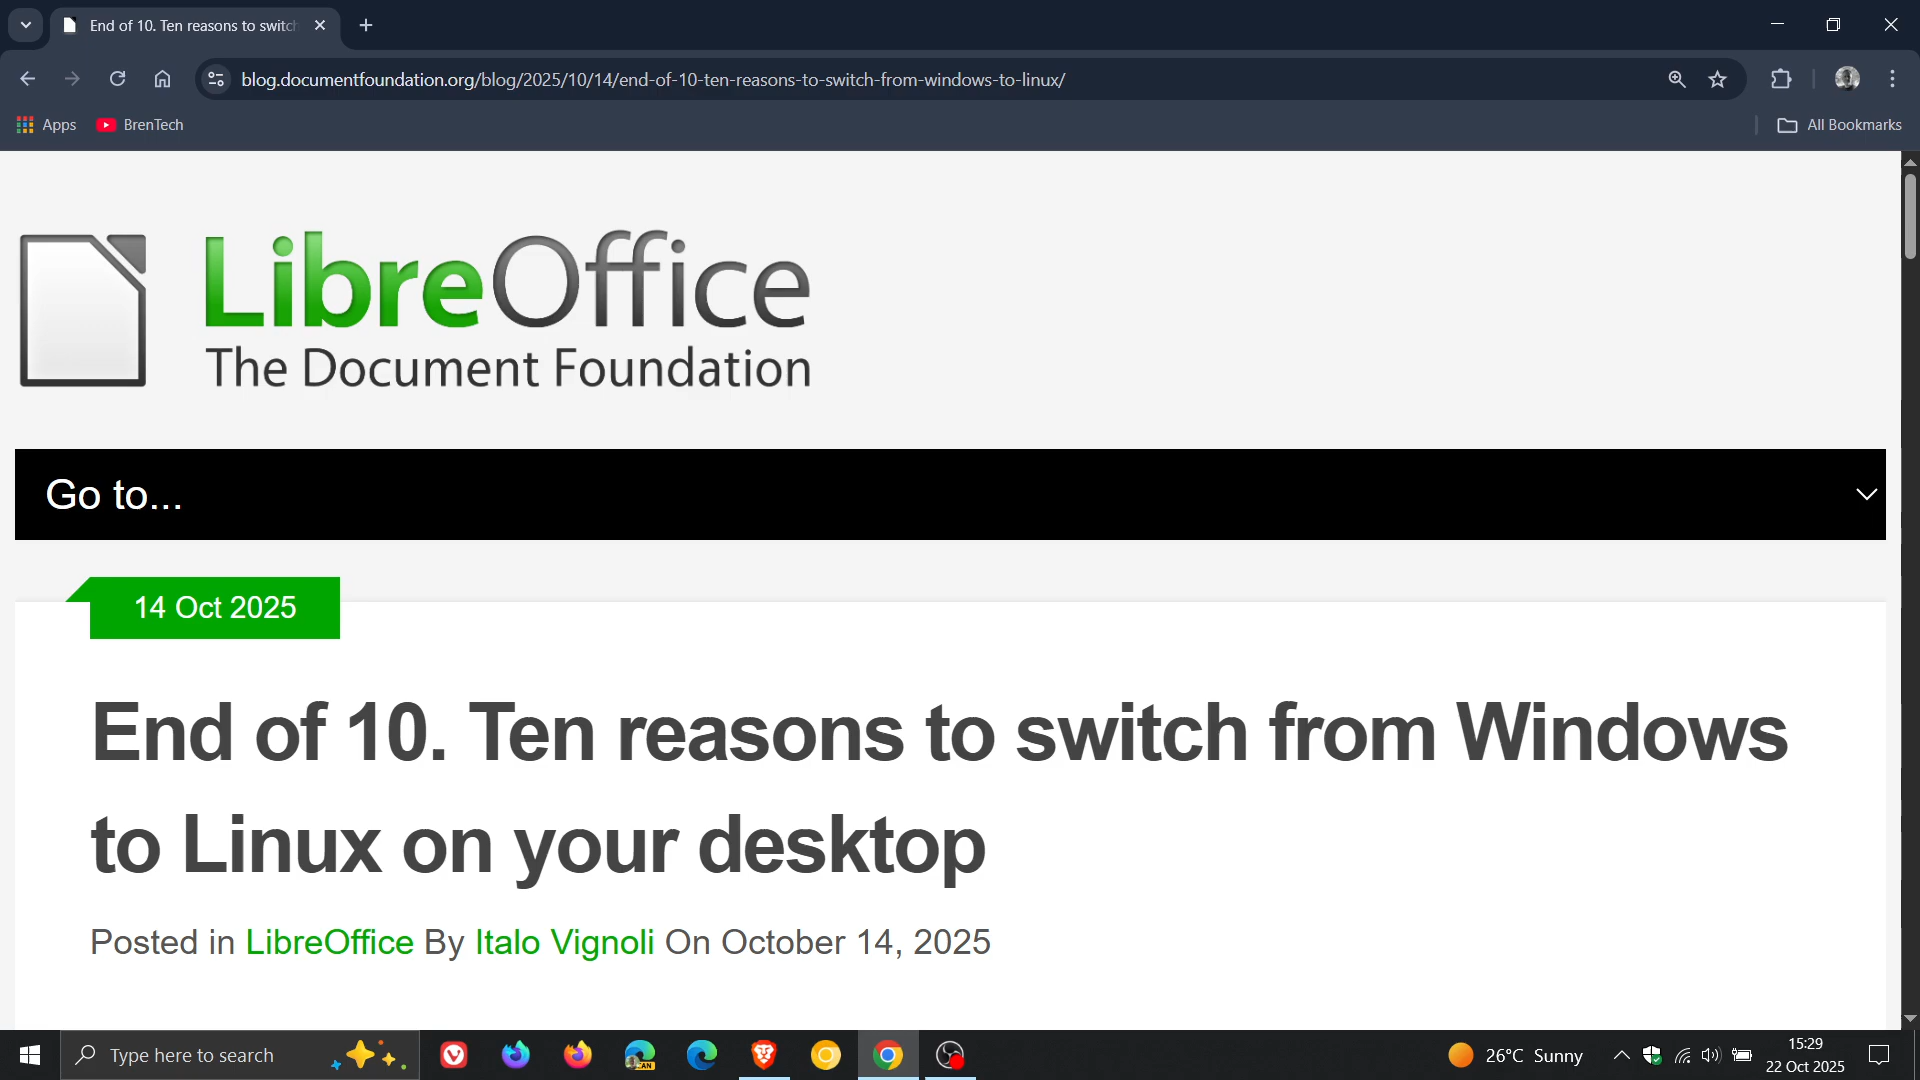 End of 10. Ten reasons to switch
blog.documentfoundation.org/blog/2025/10/14/end-of-10-ten-reasons-to-switch-from-windows-to-linux/
Apps
BrenTech
All Bookmarks
LibreOffice
The Document Foundation
Go to...
14 Oct 2025
End of 10. Ten reasons to switch from Windows
to Linux on your desktop
Posted in LibreOffice By Italo Vignoli On October 14, 2025
Type here to search
CAN
26°C Sunny
15:29
22 Oct 2025